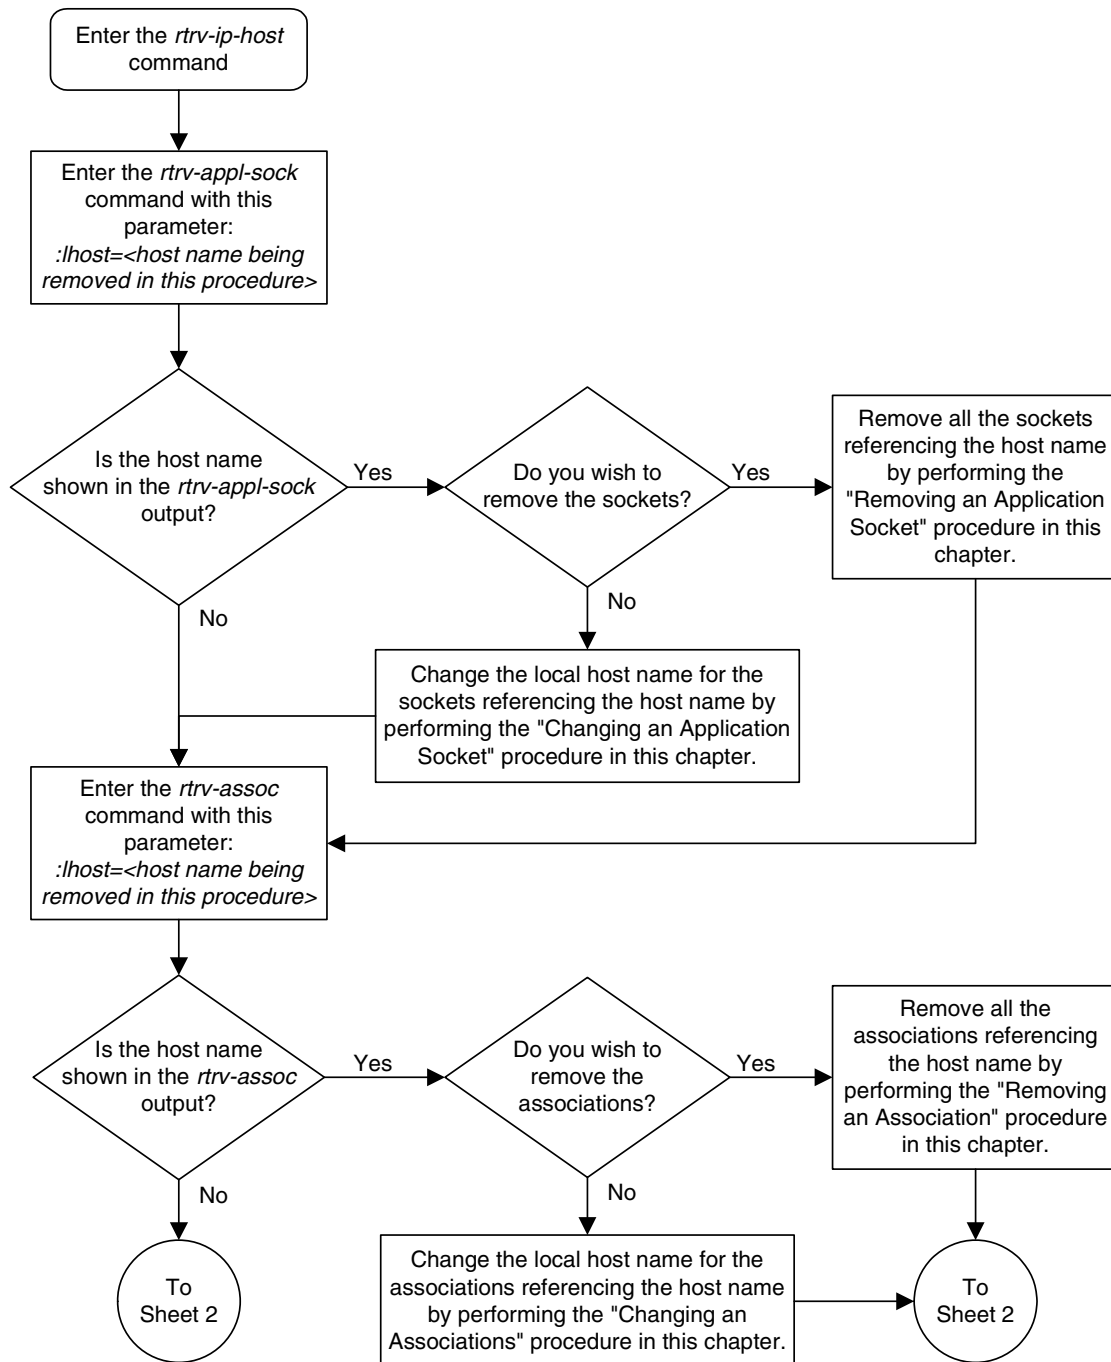 Enter the rtrv-ip-host
command
Enter the rtrv-appl-sock
command with this
parameter:
:lhost=<host name being
removed in this procedure>
Is the host name
shown in the rtrv-appl-sock
output?
Yes
Do you wish to
remove the sockets?
Yes
Remove all the sockets
referencing the host name
by performing the
"Removing an Application
Socket" procedure in this
chapter.
No
No
Change the local host name for the
sockets referencing the host name by
performing the "Changing an Application
Socket" procedure in this chapter.
Enter the rtrv-assoc
command with this
parameter:
:lhost=<host name being
removed in this procedure>
Is the host name
shown in the rtrv-assoc
output?
Yes
Do you wish to
remove the
associations?
Yes
Remove all the
associations referencing
the host name by
performing the "Removing
an Association" procedure
in this chapter.
No
No
To
Sheet 2
Change the local host name for the
associations referencing the host name
by performing the "Changing an
Associations" procedure in this chapter.
To
Sheet 2